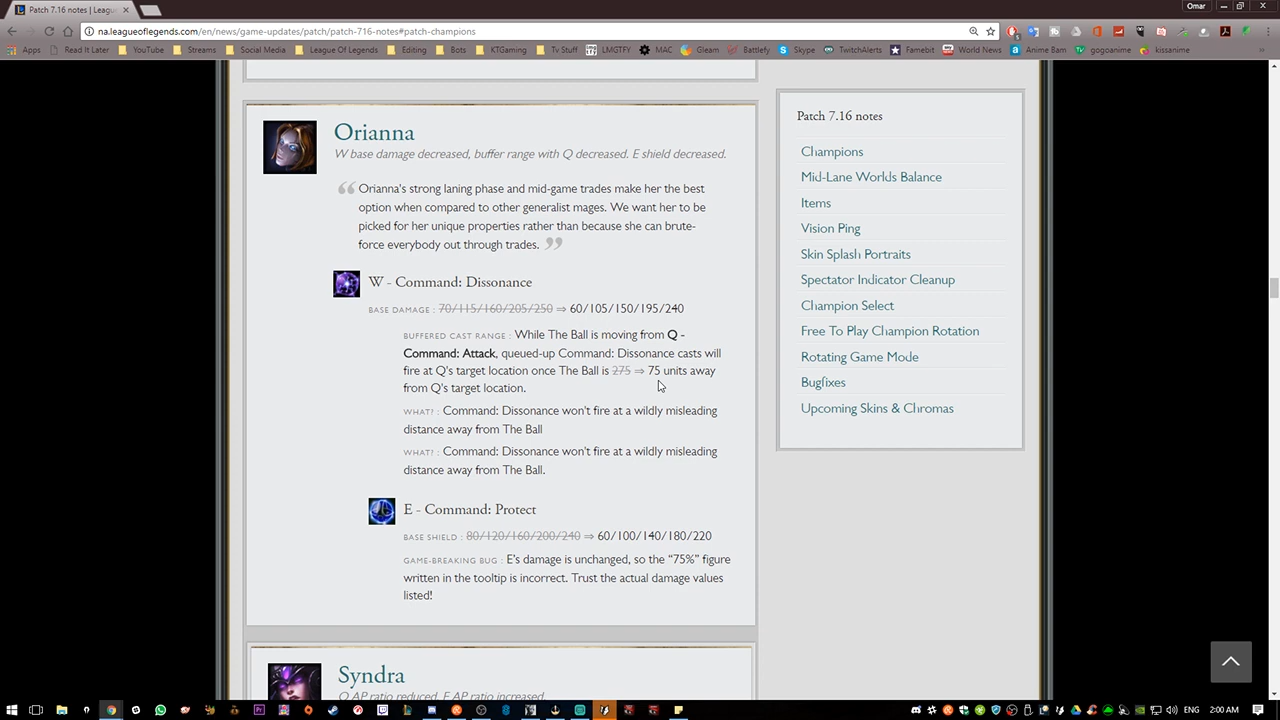 Patch 7.16 notes | Leagu
Omar
na.leagueoflegends.com/en/news/game-updates/patch/patch-716-notes#patch-champions
Apps Read It Later YouTube Streams Social Media League Of Legends Editing Bots KTGaming Tv Stuff LMGTFY MAC Gleam Battlefy Skype TwitchAlerts Famebit World News Anime Bam gogoanime kissanime
Orianna
W base damage decreased, buffer range with Q decreased. E shield decreased.
“ Orianna's strong laning phase and mid-game trades make her the best
option when compared to other generalist mages. We want her to be
picked for her unique properties rather than because she can brute-
force everybody out through trades. ”
W - Command: Dissonance
BASE DAMAGE : 70/115/160/205/250 ⇒ 60/105/150/195/240
BUFFERED CAST RANGE : While The Ball is moving from Q -
Command: Attack, queued-up Command: Dissonance casts will
fire at Q's target location once The Ball is 275 ⇒ 75 units away
from Q's target location.
WHAT? : Command: Dissonance won't fire at a wildly misleading
distance away from The Ball
WHAT? : Command: Dissonance won't fire at a wildly misleading
distance away from The Ball.
E - Command: Protect
BASE SHIELD : 80/120/160/200/240 ⇒ 60/100/140/180/220
GAME-BREAKING BUG : E's damage is unchanged, so the “75%” figure
written in the tooltip is incorrect. Trust the actual damage values
listed!
Syndra
Q AP ratio reduced. E AP ratio increased.
Patch 7.16 notes
Champions
Mid-Lane Worlds Balance
Items
Vision Ping
Skin Splash Portraits
Spectator Indicator Cleanup
Champion Select
Free To Play Champion Rotation
Rotating Game Mode
Bugfixes
Upcoming Skins & Chromas
ENG 2:00 AM